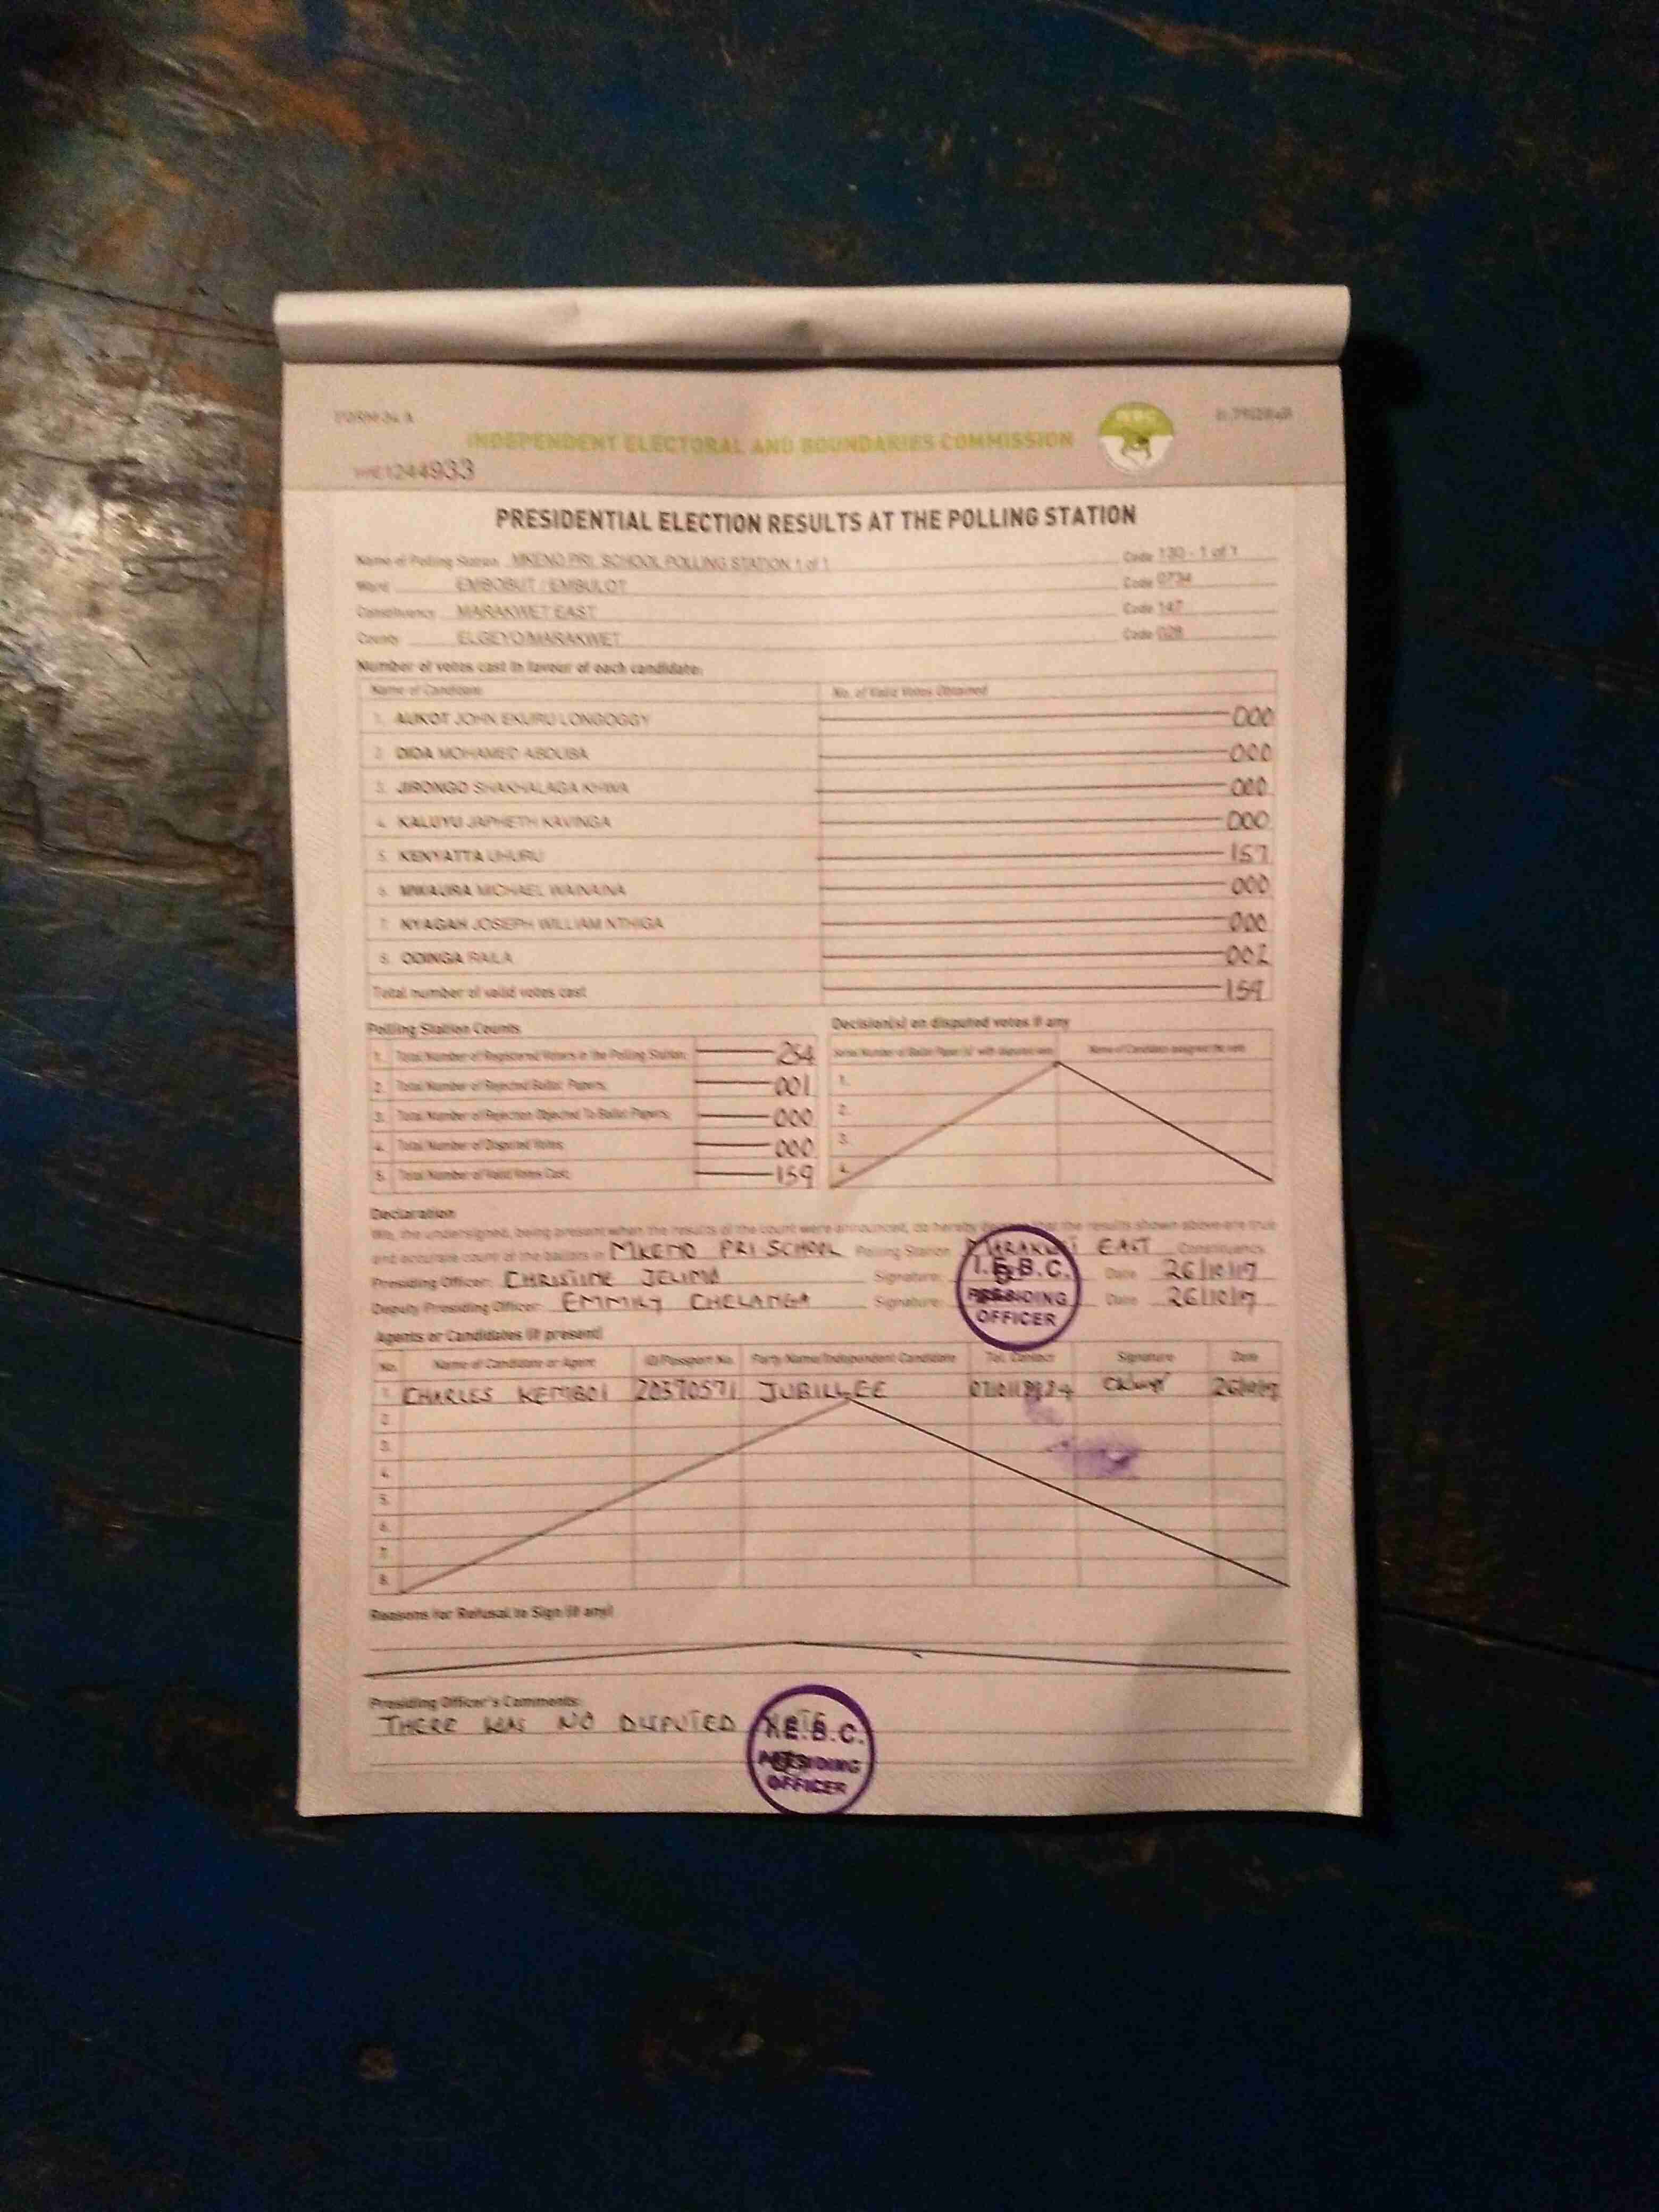 FORM 34 A
INDEPENDENT ELECTORAL AND BOUNDARIES COMMISSION
1244933
PRESIDENTIAL ELECTION RESULTS AT THE POLLING STATION
Name of Polling Station MKENO PRI. SCHOOL POLLING STATION 1 of 1 Code 130 - 1 of 1
Ward EMBOBUT / EMBULOT Code 0734
Constituency MARAKWET EAST Code 147
County ELGEYO/MARAKWET Code 028
Number of votes cast in favour of each candidate:
Name of Candidate No. of Valid Votes Obtained
1. AUKOT JOHN EKURU LONGOGGY 000
2. DIDA MOHAMED ABDUBA 000
3. JIRONGO SHAKHALAGA KHWA 000
4. KALUYU JAPHETH KAVINGA 000
5. KENYATTA UHURU 157
6. MWAURA MICHAEL WAINAINA 000
7. NYAGAH JOSEPH WILLIAM NTHIGA 000
8. ODINGA RAILA 002
Total number of valid votes cast 159
Polling Station Counts
1. Total Number of Registered Voters in the Polling Station: 254
2. Total Number of Rejected Ballot Papers: 001
3. Total Number of Rejection Objected To Ballot Papers: 000
4. Total Number of Disputed Votes: 000
5. Total Number of Valid Votes Cast: 159
Decision(s) on disputed votes if any
Serial Number of Ballot Paper (s) with disputed vote Name of Candidate assigned the vote
1.
2.
3.
4.
Declaration
We, the undersigned, being present when the results of the count were announced, do hereby that the results shown above are true
and accurate count of the ballots in MKENO PRI SCHOOL Polling Station EAST Constituency
Presiding Officer: CHRISTINE JELIMO Signature: Date 26/10/17
Deputy Presiding Officer: EMMILY CHELANGA Signature: Date 26/10/17
I.E.B.C.
PRESIDING
OFFICER
Agents or Candidates (if present)
No. Name of Candidate or Agent ID/Passport No. Party Name/Independent Candidate Tel. Contact Signature Date
1. CHARLES KEMBOI 20370571 JUBILLEE 26/10/17
2.
3.
4.
5.
6.
7.
8.
Reasons for Refusal to Sign (if any)
Presiding Officer's Comments:
THERE WAS NO DISPUTED
I.E.B.C.
PRESIDING
OFFICER